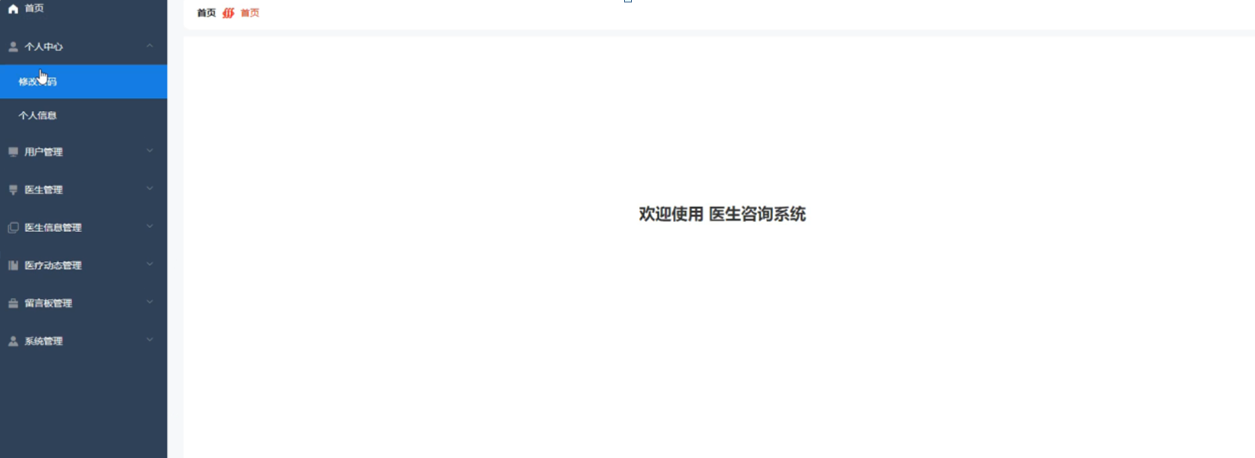 首页
首页 首页
个人中心
修改密码
个人信息
用户管理
医生管理
欢迎使用 医生咨询系统
医生信息管理
医疗动态管理
留言板管理
系统管理